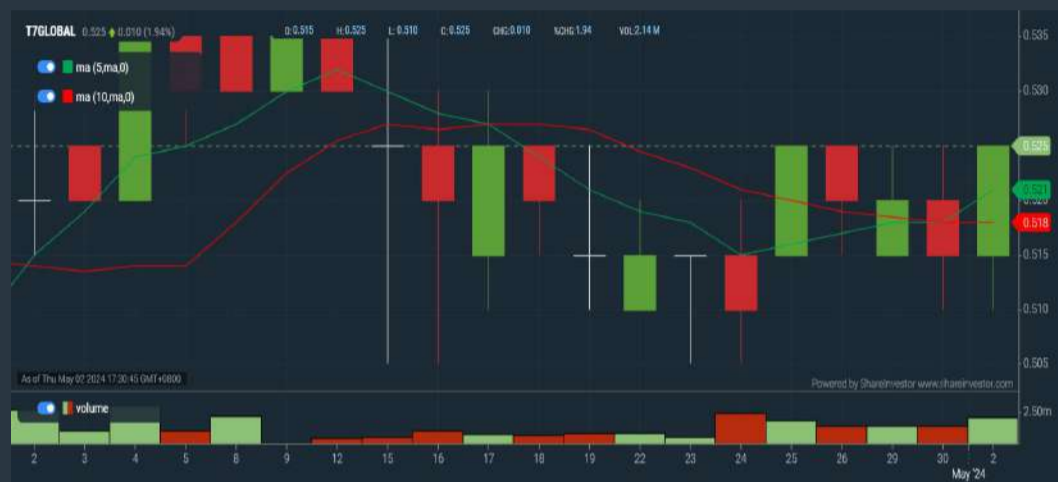 T7GLOBAL 0.525 0.010 (1.94%) O:0.515 H:0.525 L:0.510 C:0.525 CHG:0.010 %CHG:1.94 VOL:2.14 M
ma (5,ma,0)
ma (10,ma,0)
0.535
0.530
0.525
0.521
0.520
0.518
0.515
0.510
0.505
As of Thu May 02 2024 17:30:45 GMT+0800
Powered by ShareInvestor www.shareinvestor.com
volume
2.50m
2 3 4 5 8 9 12 15 16 17 18 19 22 23 24 25 26 29 30 2
May '24